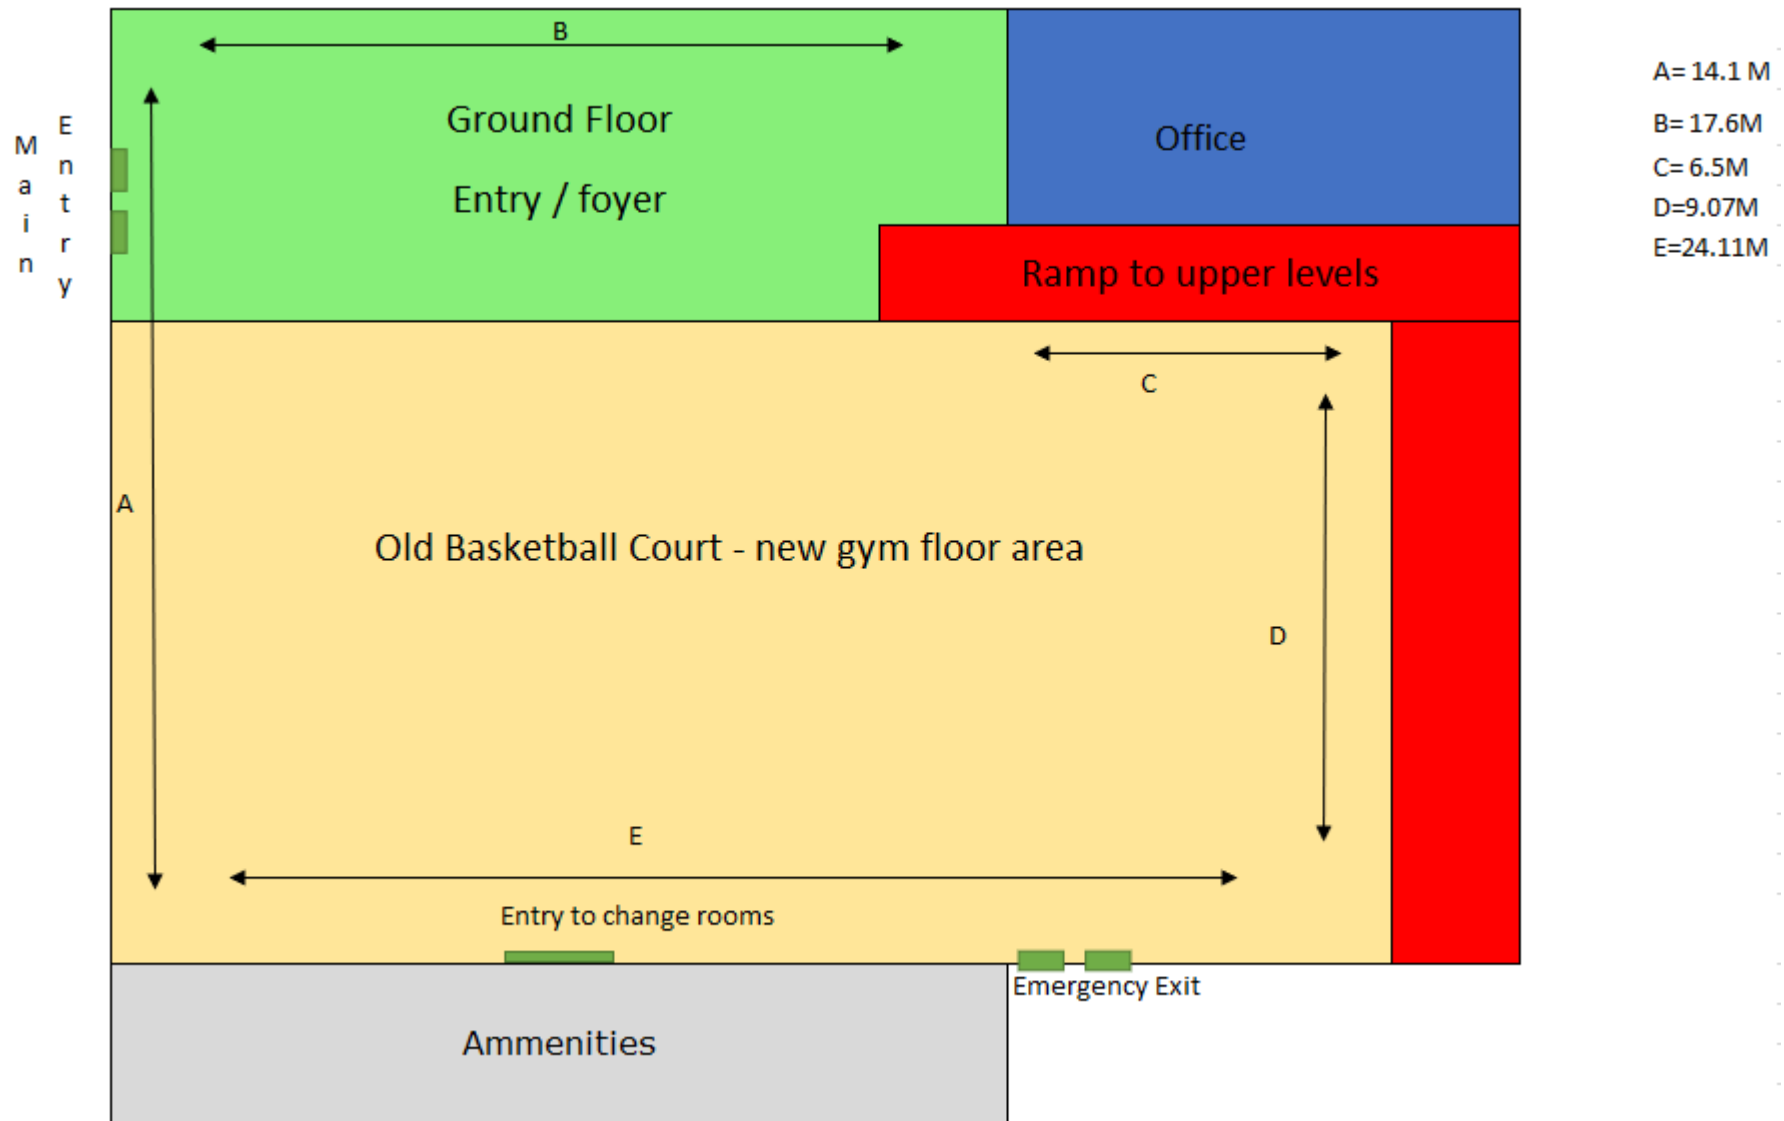 B
Ground Floor
Entry / foyer
Office
Main
Entry
Ramp to upper levels
C
A
Old Basketball Court - new gym floor area
D
E
Entry to change rooms
Emergency Exit
Ammenities
A= 14.1 M
B= 17.6M
C= 6.5M
D=9.07M
E=24.11M